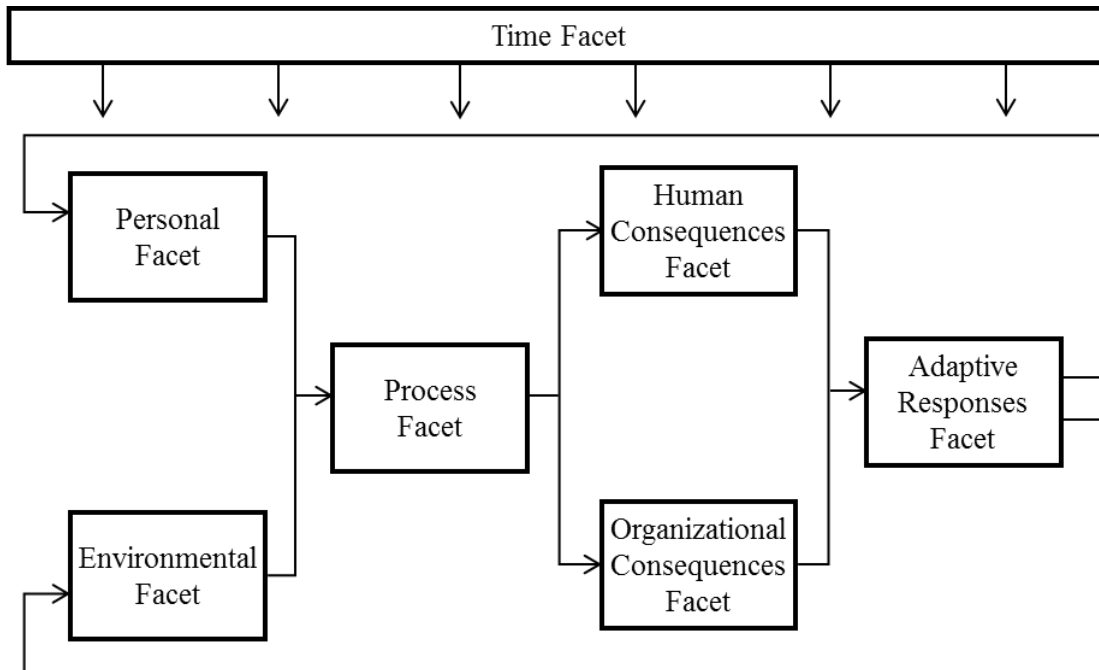 Time Facet
Personal
Facet
Human
Consequences
Facet
Process
Facet
Adaptive
Responses
Facet
Environmental
Facet
Organizational
Consequences
Facet